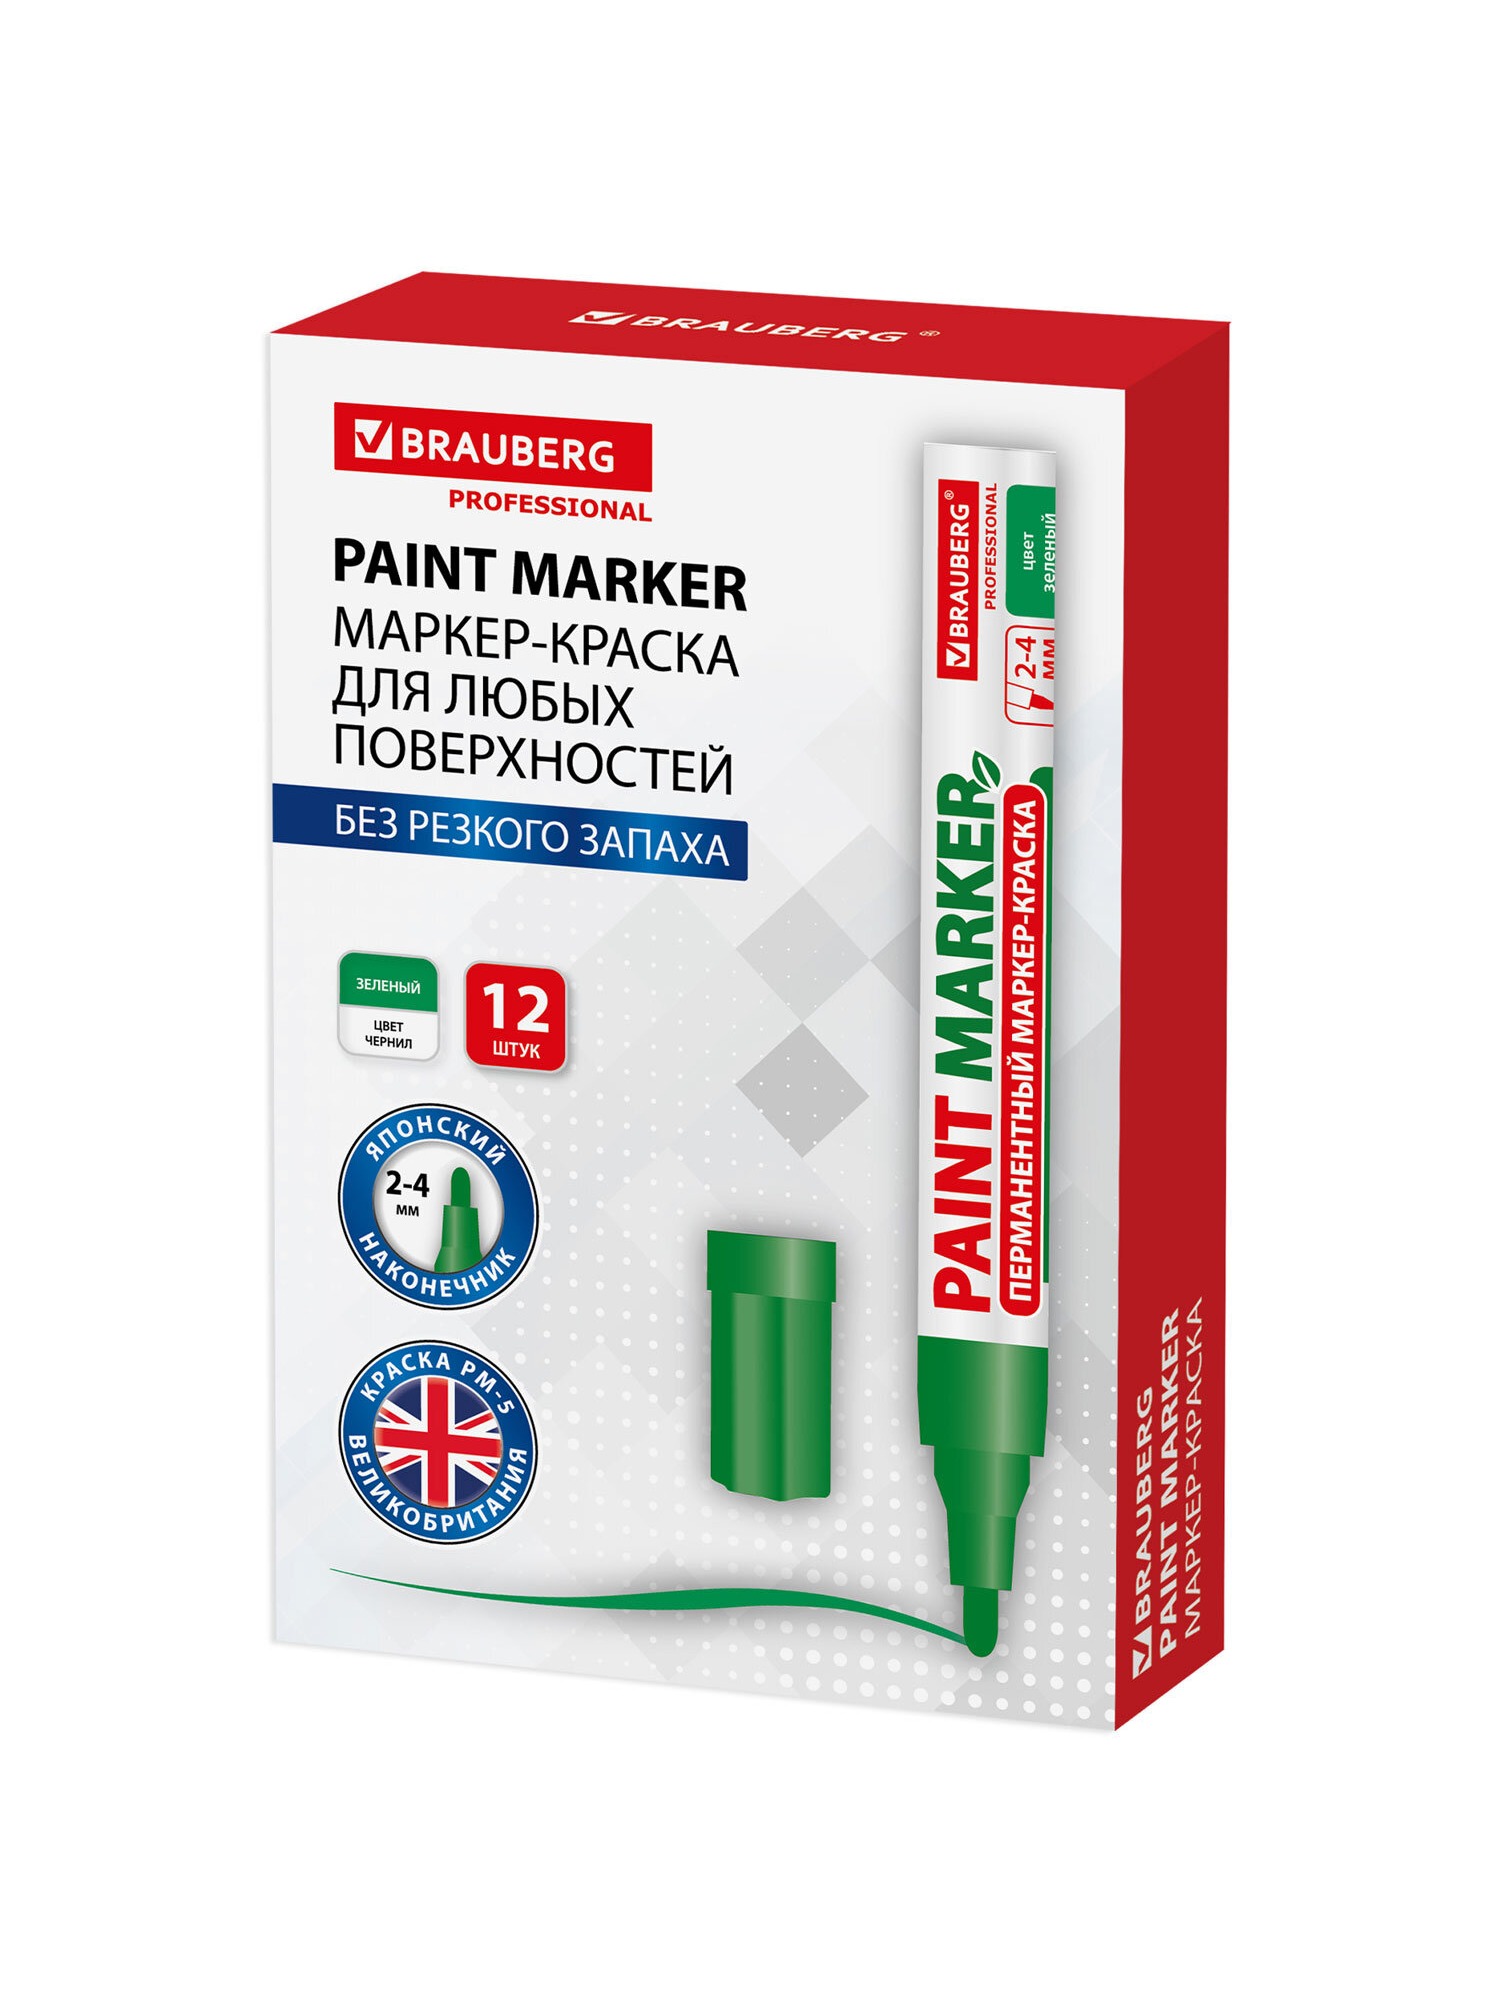 BRAUBERG ®
BRAUBERG
PROFESSIONAL
PAINT MARKER
МАРКЕР-КРАСКА
ДЛЯ ЛЮБЫХ
ПОВЕРХНОСТЕЙ
БЕЗ РЕЗКОГО ЗАПАХА
ЗЕЛЕНЫЙ
ЦВЕТ
ЧЕРНИЛ
12
ШТУК
ЯПОНСКИЙ
2-4
мм
НАКОНЕЧНИК
КРАСКА PM-5
ВЕЛИКОБРИТАНИЯ
BRAUBERG®
PROFESSIONAL
цвет
зеленый
2-4
мм
PAINT MARKER
ПЕРМАНЕНТНЫЙ МАРКЕР-КРАСКА
BRAUBERG
PAINT MARKER
МАРКЕР-КРАСКА